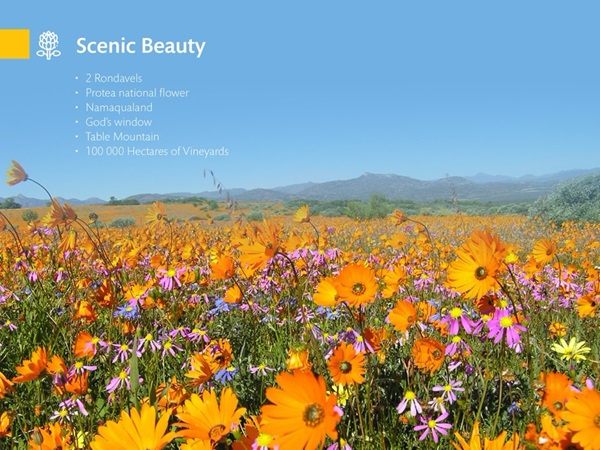 Scenic Beauty
• 2 Rondavels
• Protea national flower
• Namaqualand
• God's window
• Table Mountain
• 100 000 Hectares of Vineyards